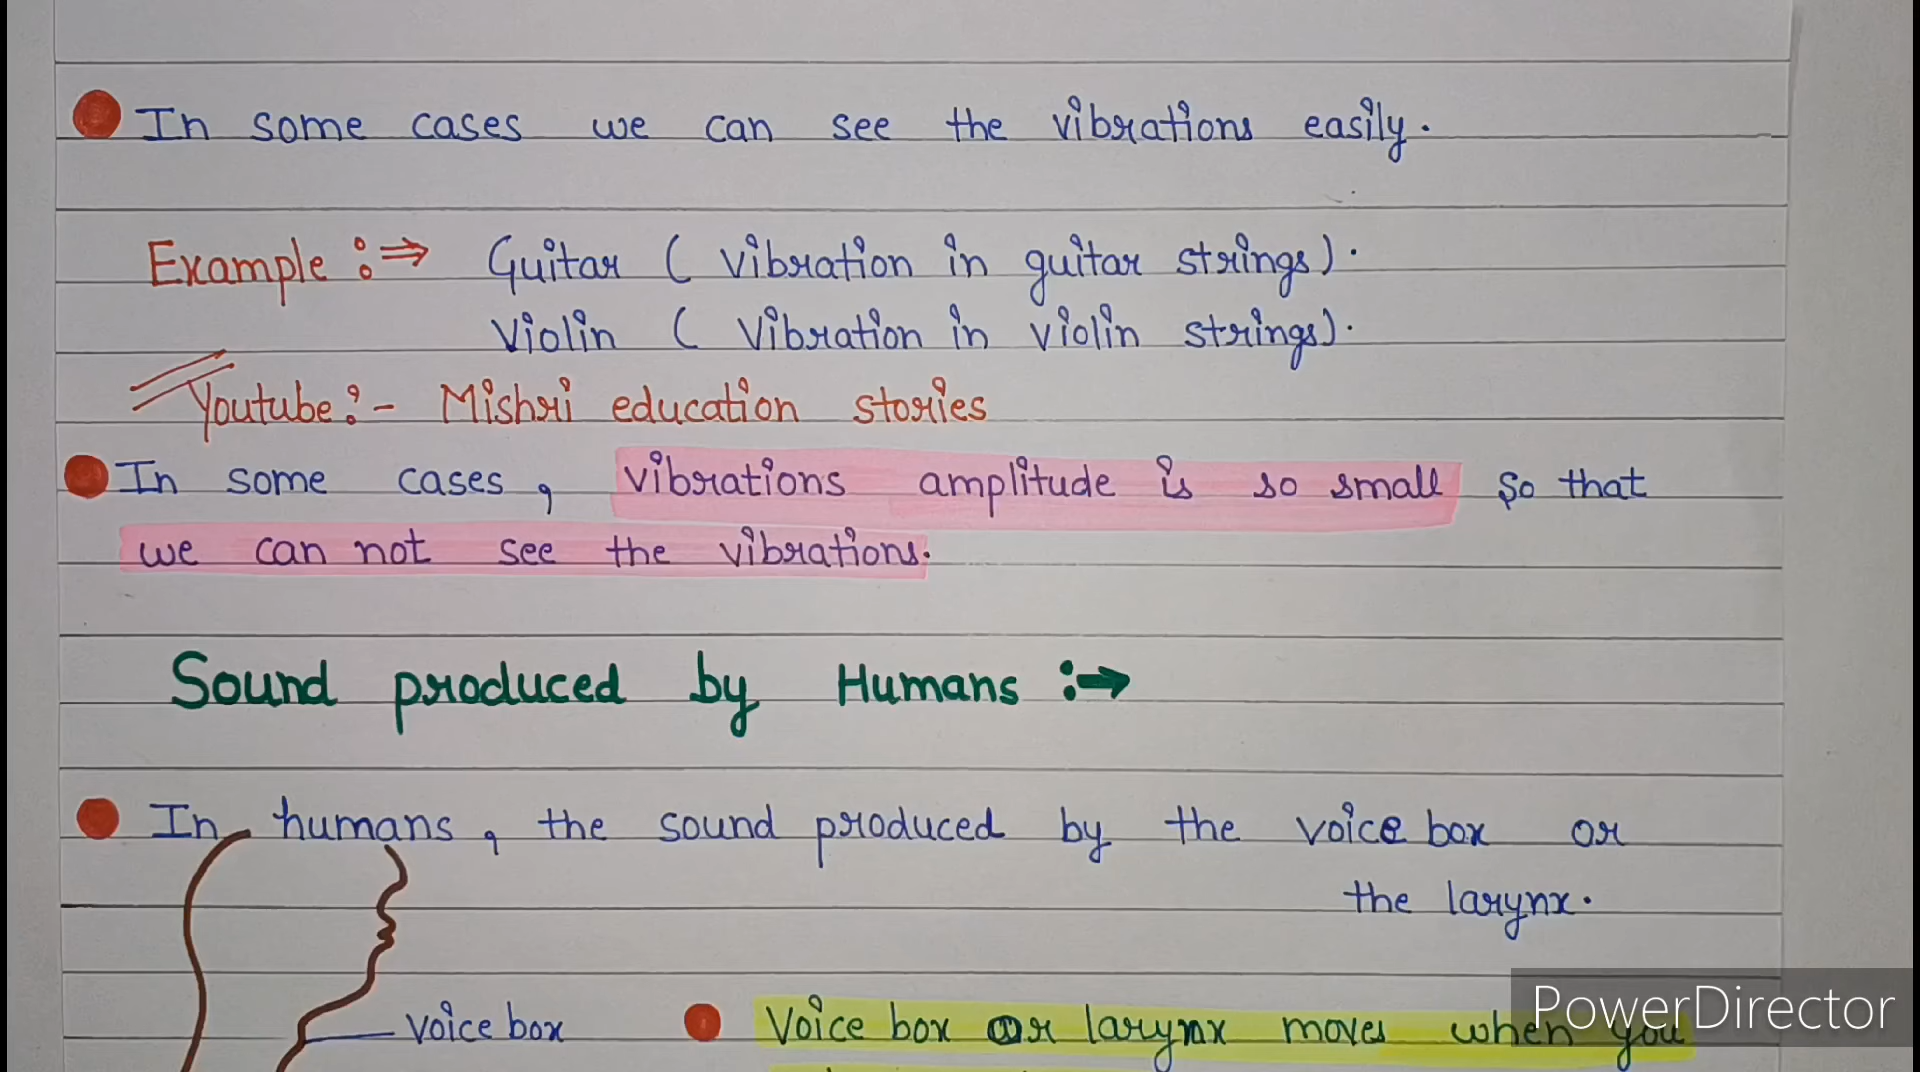 In some cases we can see the vibrations easily.
Example :⇒ Guitar ( vibration in guitar strings).
Violin ( Vibration in violin strings).
Youtube:- Mishri education stories
In some cases, vibrations amplitude is so small so that
we can not see the vibrations.
Sound produced by Humans :→
In humans, the sound produced by the voice box or
the larynx.
voice box
Voice box or larynx moves when you
PowerDirector